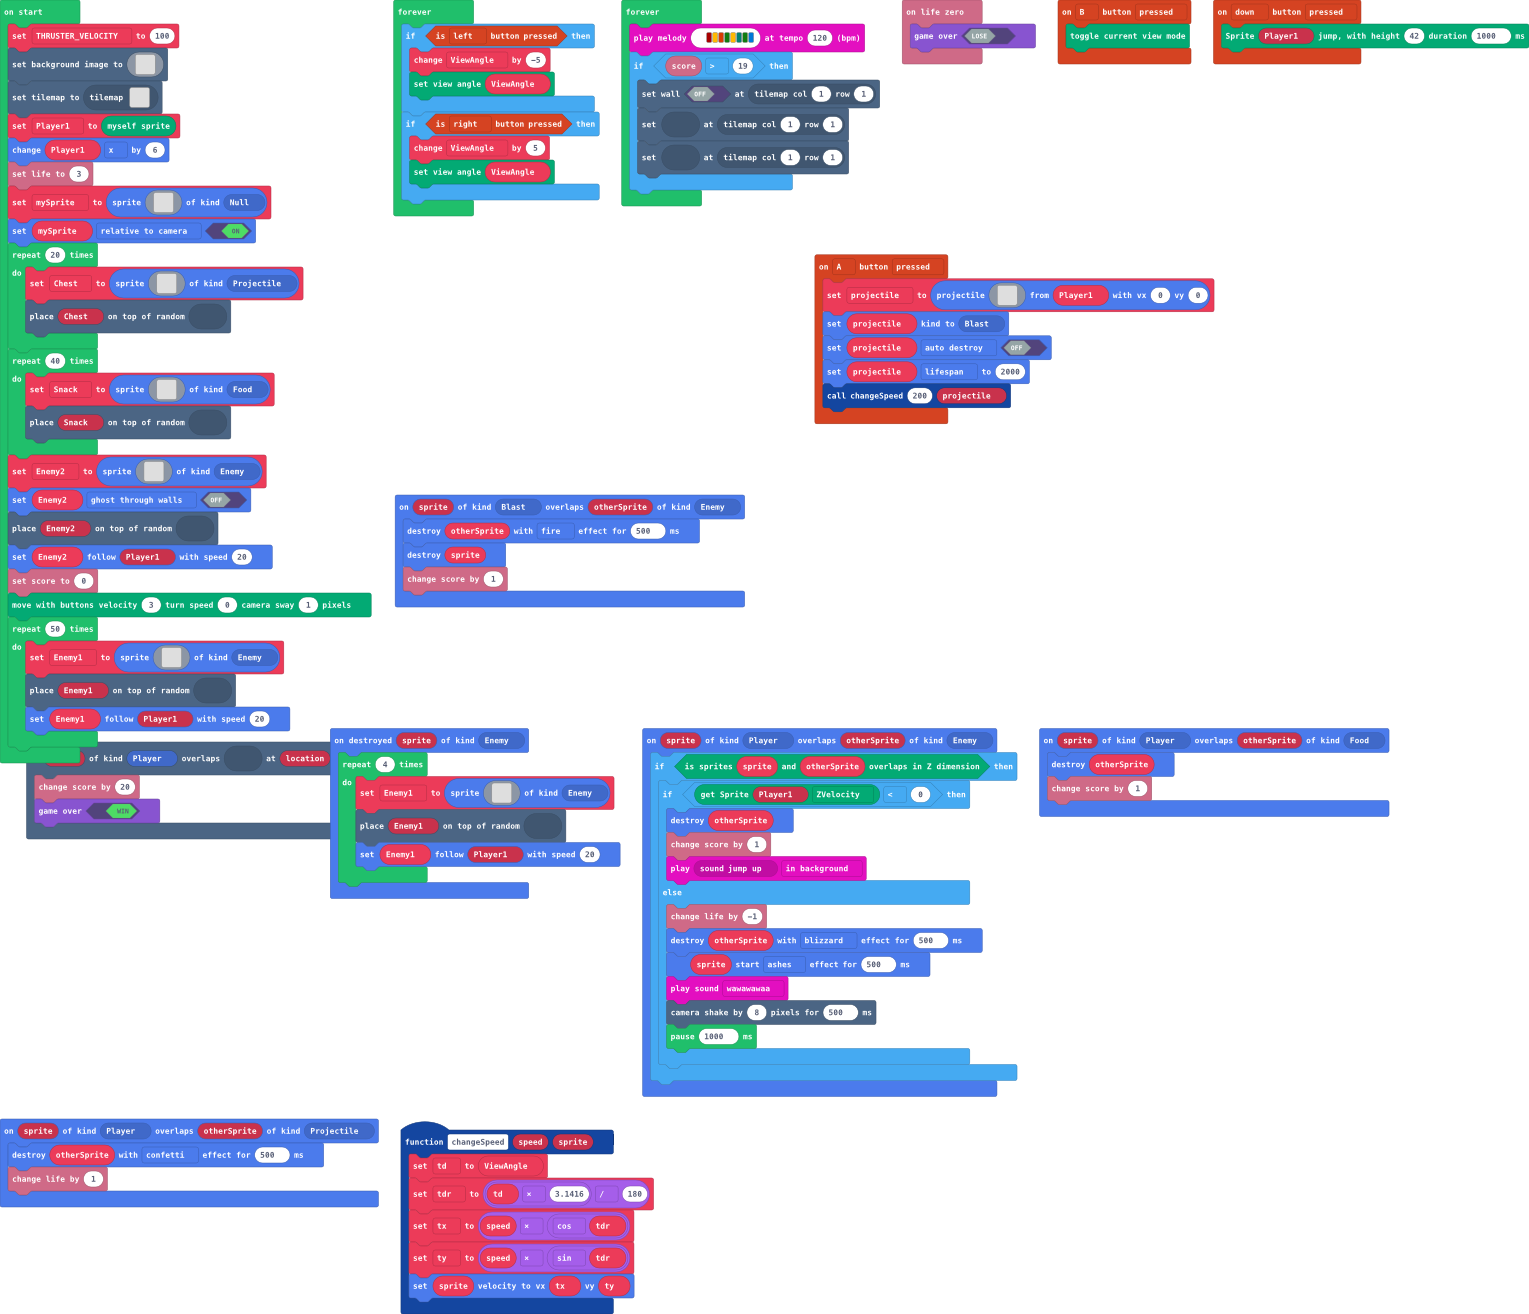 on start
set THRUSTER_VELOCITY to 100
set background image to
set tilemap to tilemap
set Player1 to myself sprite
change Player1 x by 6
set life to 3
set mySprite to sprite of kind Null
set mySprite relative to camera ON
repeat 20 times
do
set Chest to sprite of kind Projectile
place Chest on top of random
repeat 40 times
do
set Snack to sprite of kind Food
place Snack on top of random
set Enemy2 to sprite of kind Enemy
set Enemy2 ghost through walls OFF
place Enemy2 on top of random
set Enemy2 follow Player1 with speed 20
set score to 0
move with buttons velocity 3 turn speed 0 camera sway 1 pixels
repeat 50 times
do
set Enemy1 to sprite of kind Enemy
place Enemy1 on top of random
set Enemy1 follow Player1 with speed 20
of kind Player overlaps at location
change score by 20
game over WIN
forever
if is left button pressed then
change ViewAngle by −5
set view angle ViewAngle
if is right button pressed then
change ViewAngle by 5
set view angle ViewAngle
forever
play melody at tempo 120 (bpm)
if score > 19 then
set wall OFF at tilemap col 1 row 1
set at tilemap col 1 row 1
set at tilemap col 1 row 1
on life zero
game over LOSE
on B button pressed
toggle current view mode
on down button pressed
Sprite Player1 jump, with height 42 duration 1000 ms
on A button pressed
set projectile to projectile from Player1 with vx 0 vy 0
set projectile kind to Blast
set projectile auto destroy OFF
set projectile lifespan to 2000
call changeSpeed 200 projectile
on sprite of kind Blast overlaps otherSprite of kind Enemy
destroy otherSprite with fire effect for 500 ms
destroy sprite
change score by 1
on destroyed sprite of kind Enemy
repeat 4 times
do
set Enemy1 to sprite of kind Enemy
place Enemy1 on top of random
set Enemy1 follow Player1 with speed 20
on sprite of kind Player overlaps otherSprite of kind Enemy
if is sprites sprite and otherSprite overlaps in Z dimension then
if get Sprite Player1 ZVelocity < 0 then
destroy otherSprite
change score by 1
play sound jump up in background
else
change life by −1
destroy otherSprite with blizzard effect for 500 ms
sprite start ashes effect for 500 ms
play sound wawawawaa
camera shake by 8 pixels for 500 ms
pause 1000 ms
on sprite of kind Player overlaps otherSprite of kind Food
destroy otherSprite
change score by 1
on sprite of kind Player overlaps otherSprite of kind Projectile
destroy otherSprite with confetti effect for 500 ms
change life by 1
function changeSpeed speed sprite
set td to ViewAngle
set tdr to td × 3.1416 / 180
set tx to speed × cos tdr
set ty to speed × sin tdr
set sprite velocity to vx tx vy ty